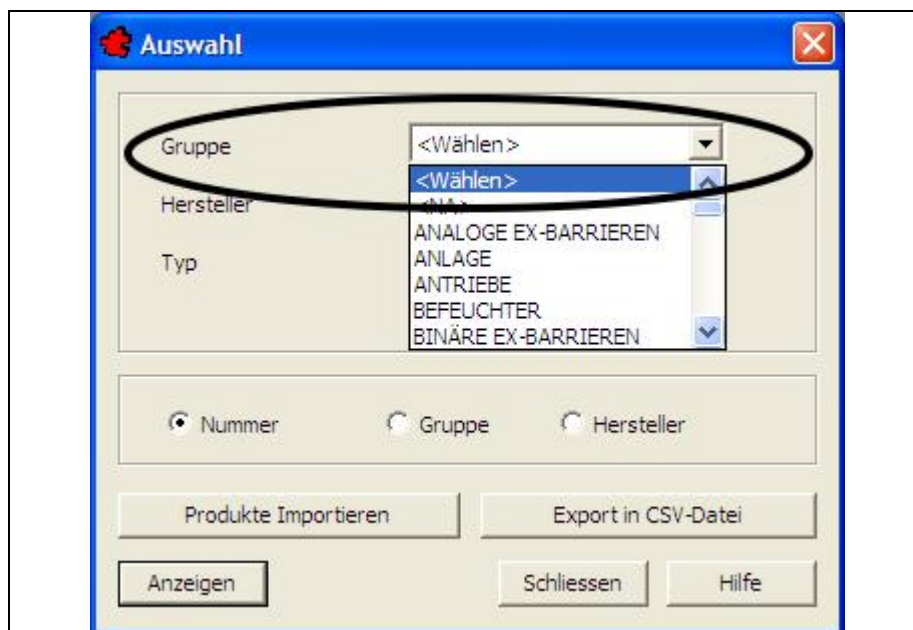 Auswahl
Gruppe
<Wählen>
<Wählen>
Hersteller
<NA>
ANALOGE EX-BARRIEREN
Typ
ANLAGE
ANTRIEBE
BEFEUCHTER
BINÄRE EX-BARRIEREN
Nummer Gruppe Hersteller
Produkte Importieren Export in CSV-Datei
Anzeigen Schliessen Hilfe